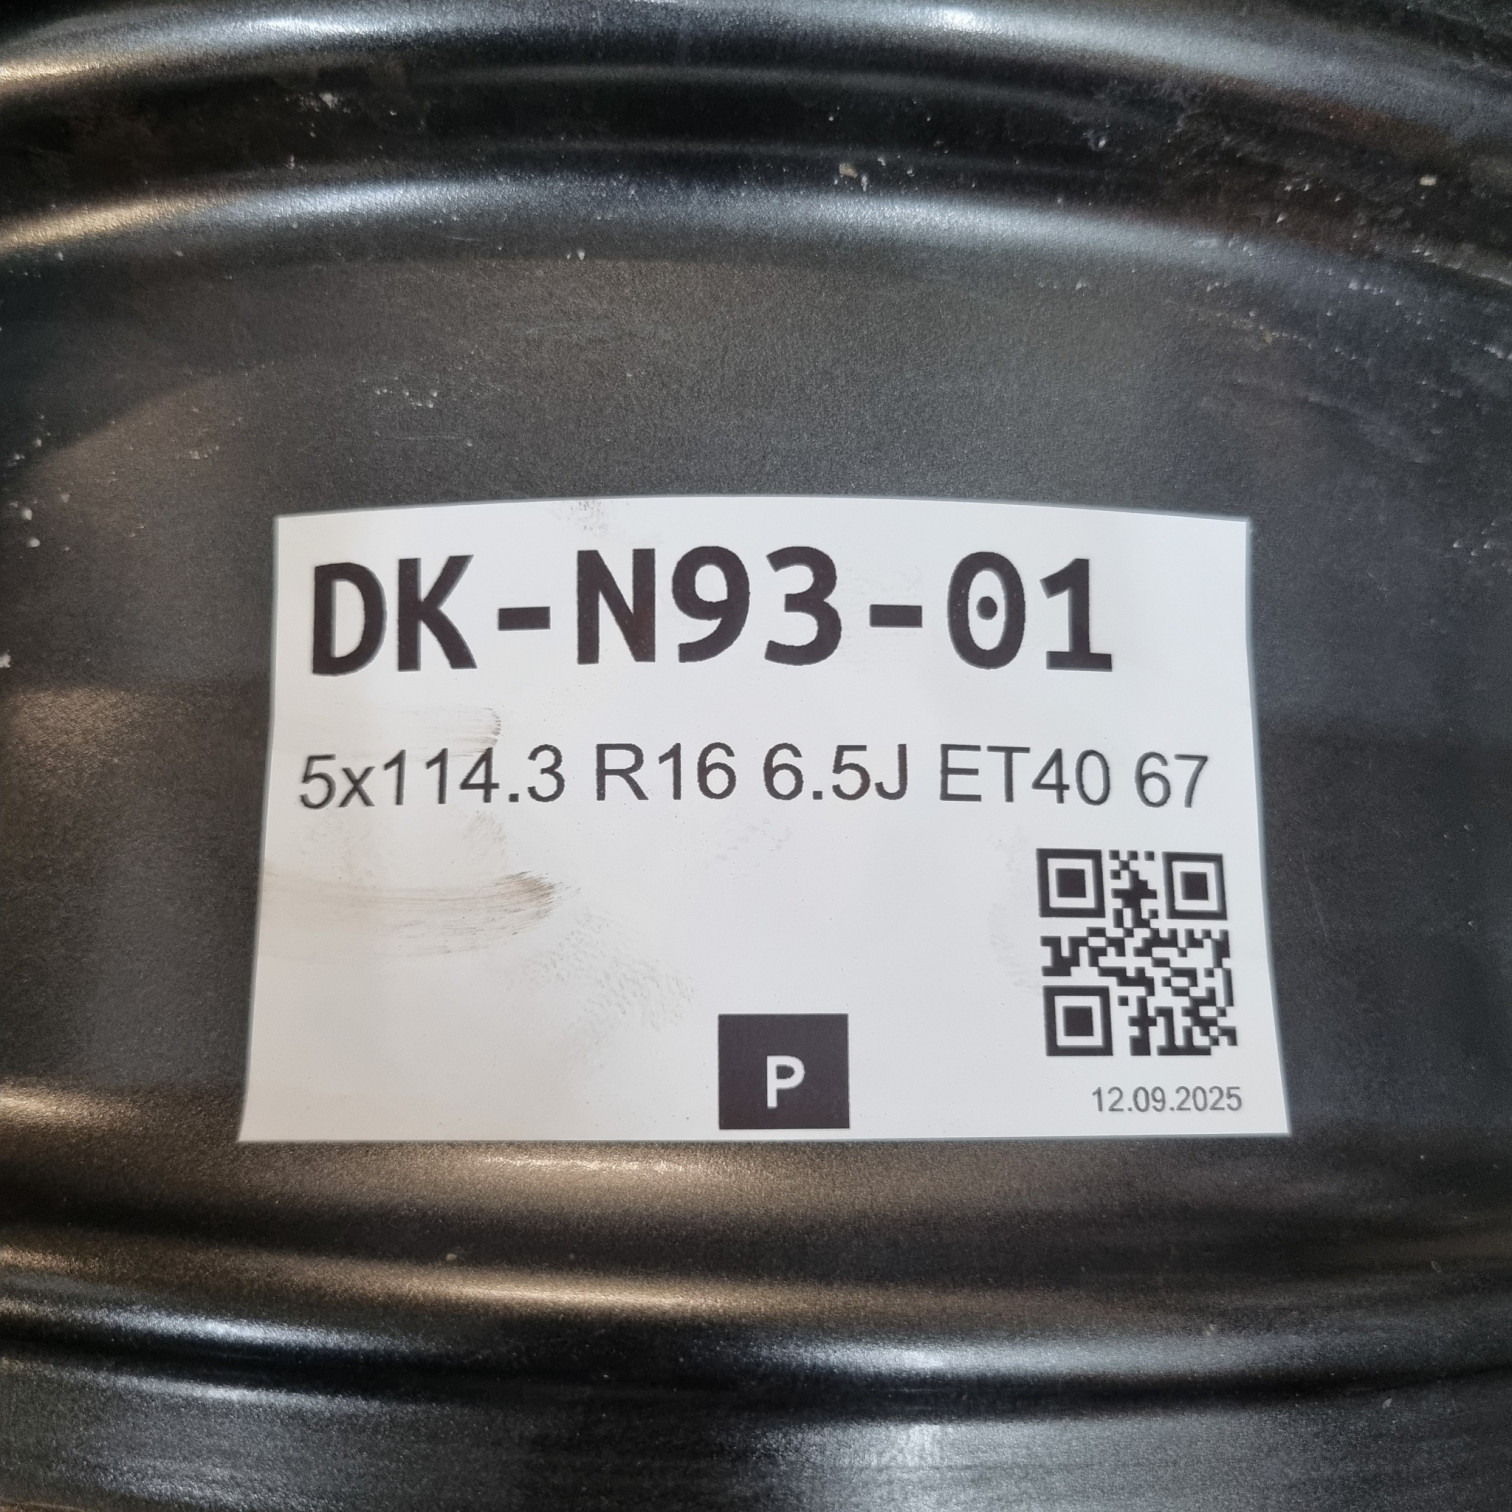 DK-N93-01
5x114.3 R16 6.5J ET40 67
P
12.09.2025